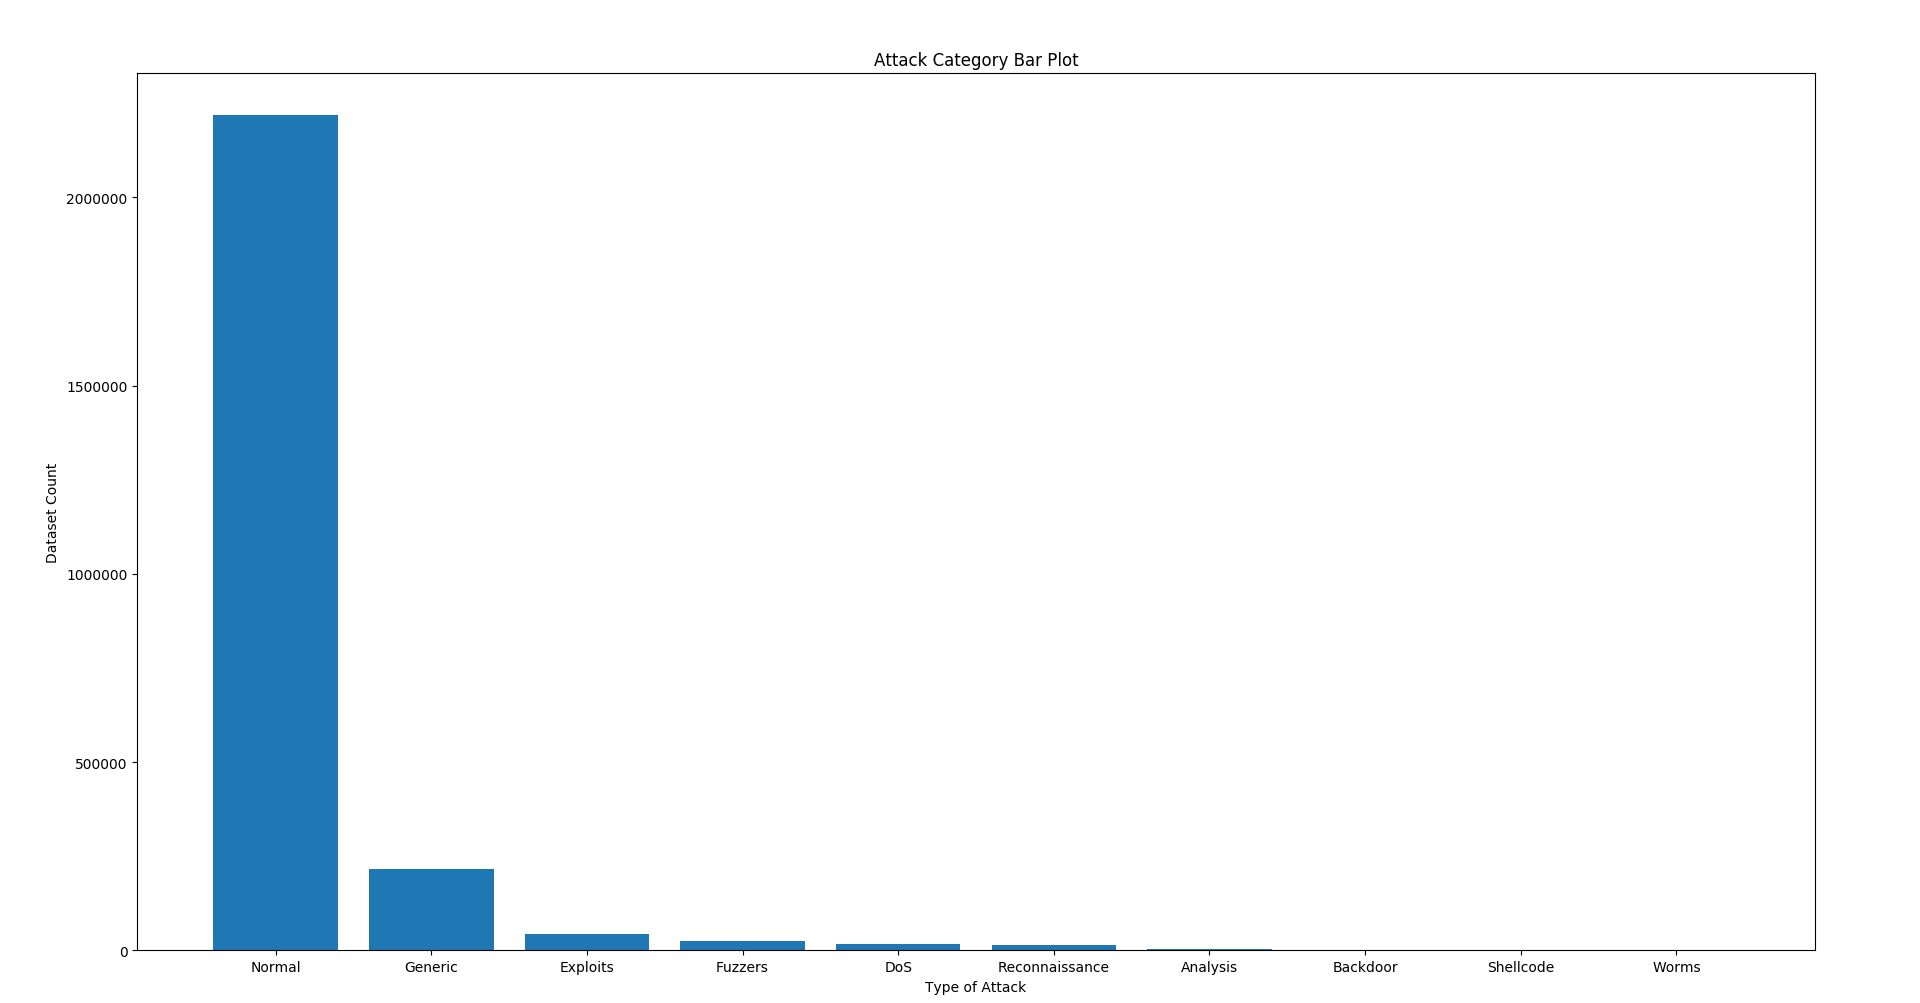 Attack Category Bar Plot
2000000
1500000
1000000
500000
0
Dataset Count
Normal Generic Exploits Fuzzers DoS Reconnaissance Analysis Backdoor Shellcode Worms
Type of Attack